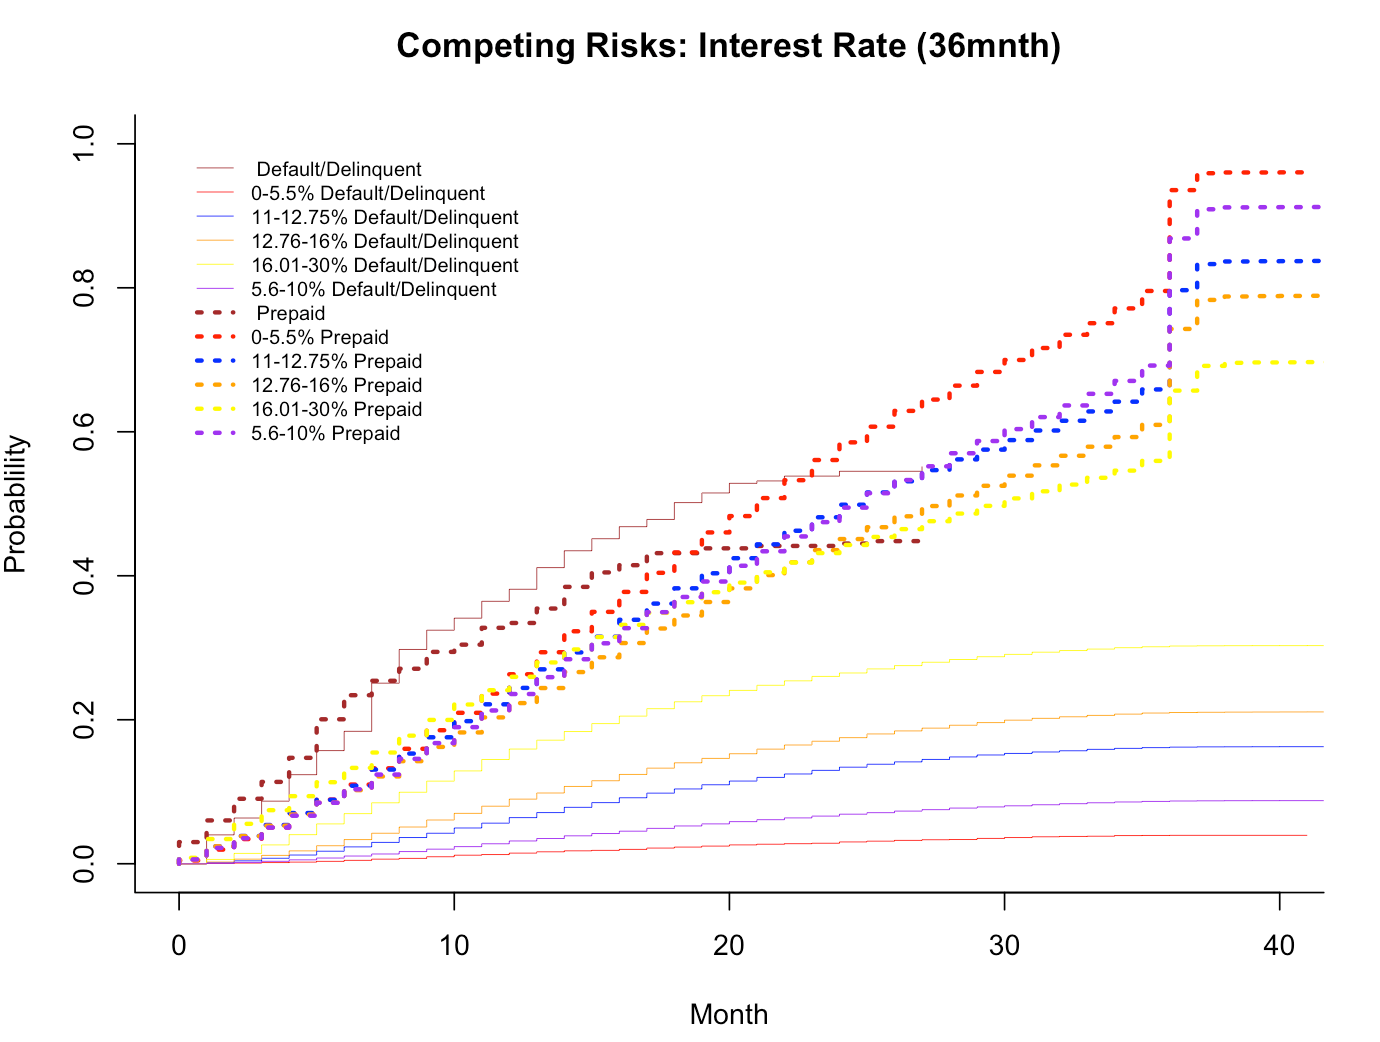 Competing Risks: Interest Rate (36mnth)
Probablility
1.0
0.8
0.6
0.4
0.2
0.0
Default/Delinquent
0-5.5% Default/Delinquent
11-12.75% Default/Delinquent
12.76-16% Default/Delinquent
16.01-30% Default/Delinquent
5.6-10% Default/Delinquent
Prepaid
0-5.5% Prepaid
11-12.75% Prepaid
12.76-16% Prepaid
16.01-30% Prepaid
5.6-10% Prepaid
0 10 20 30 40
Month